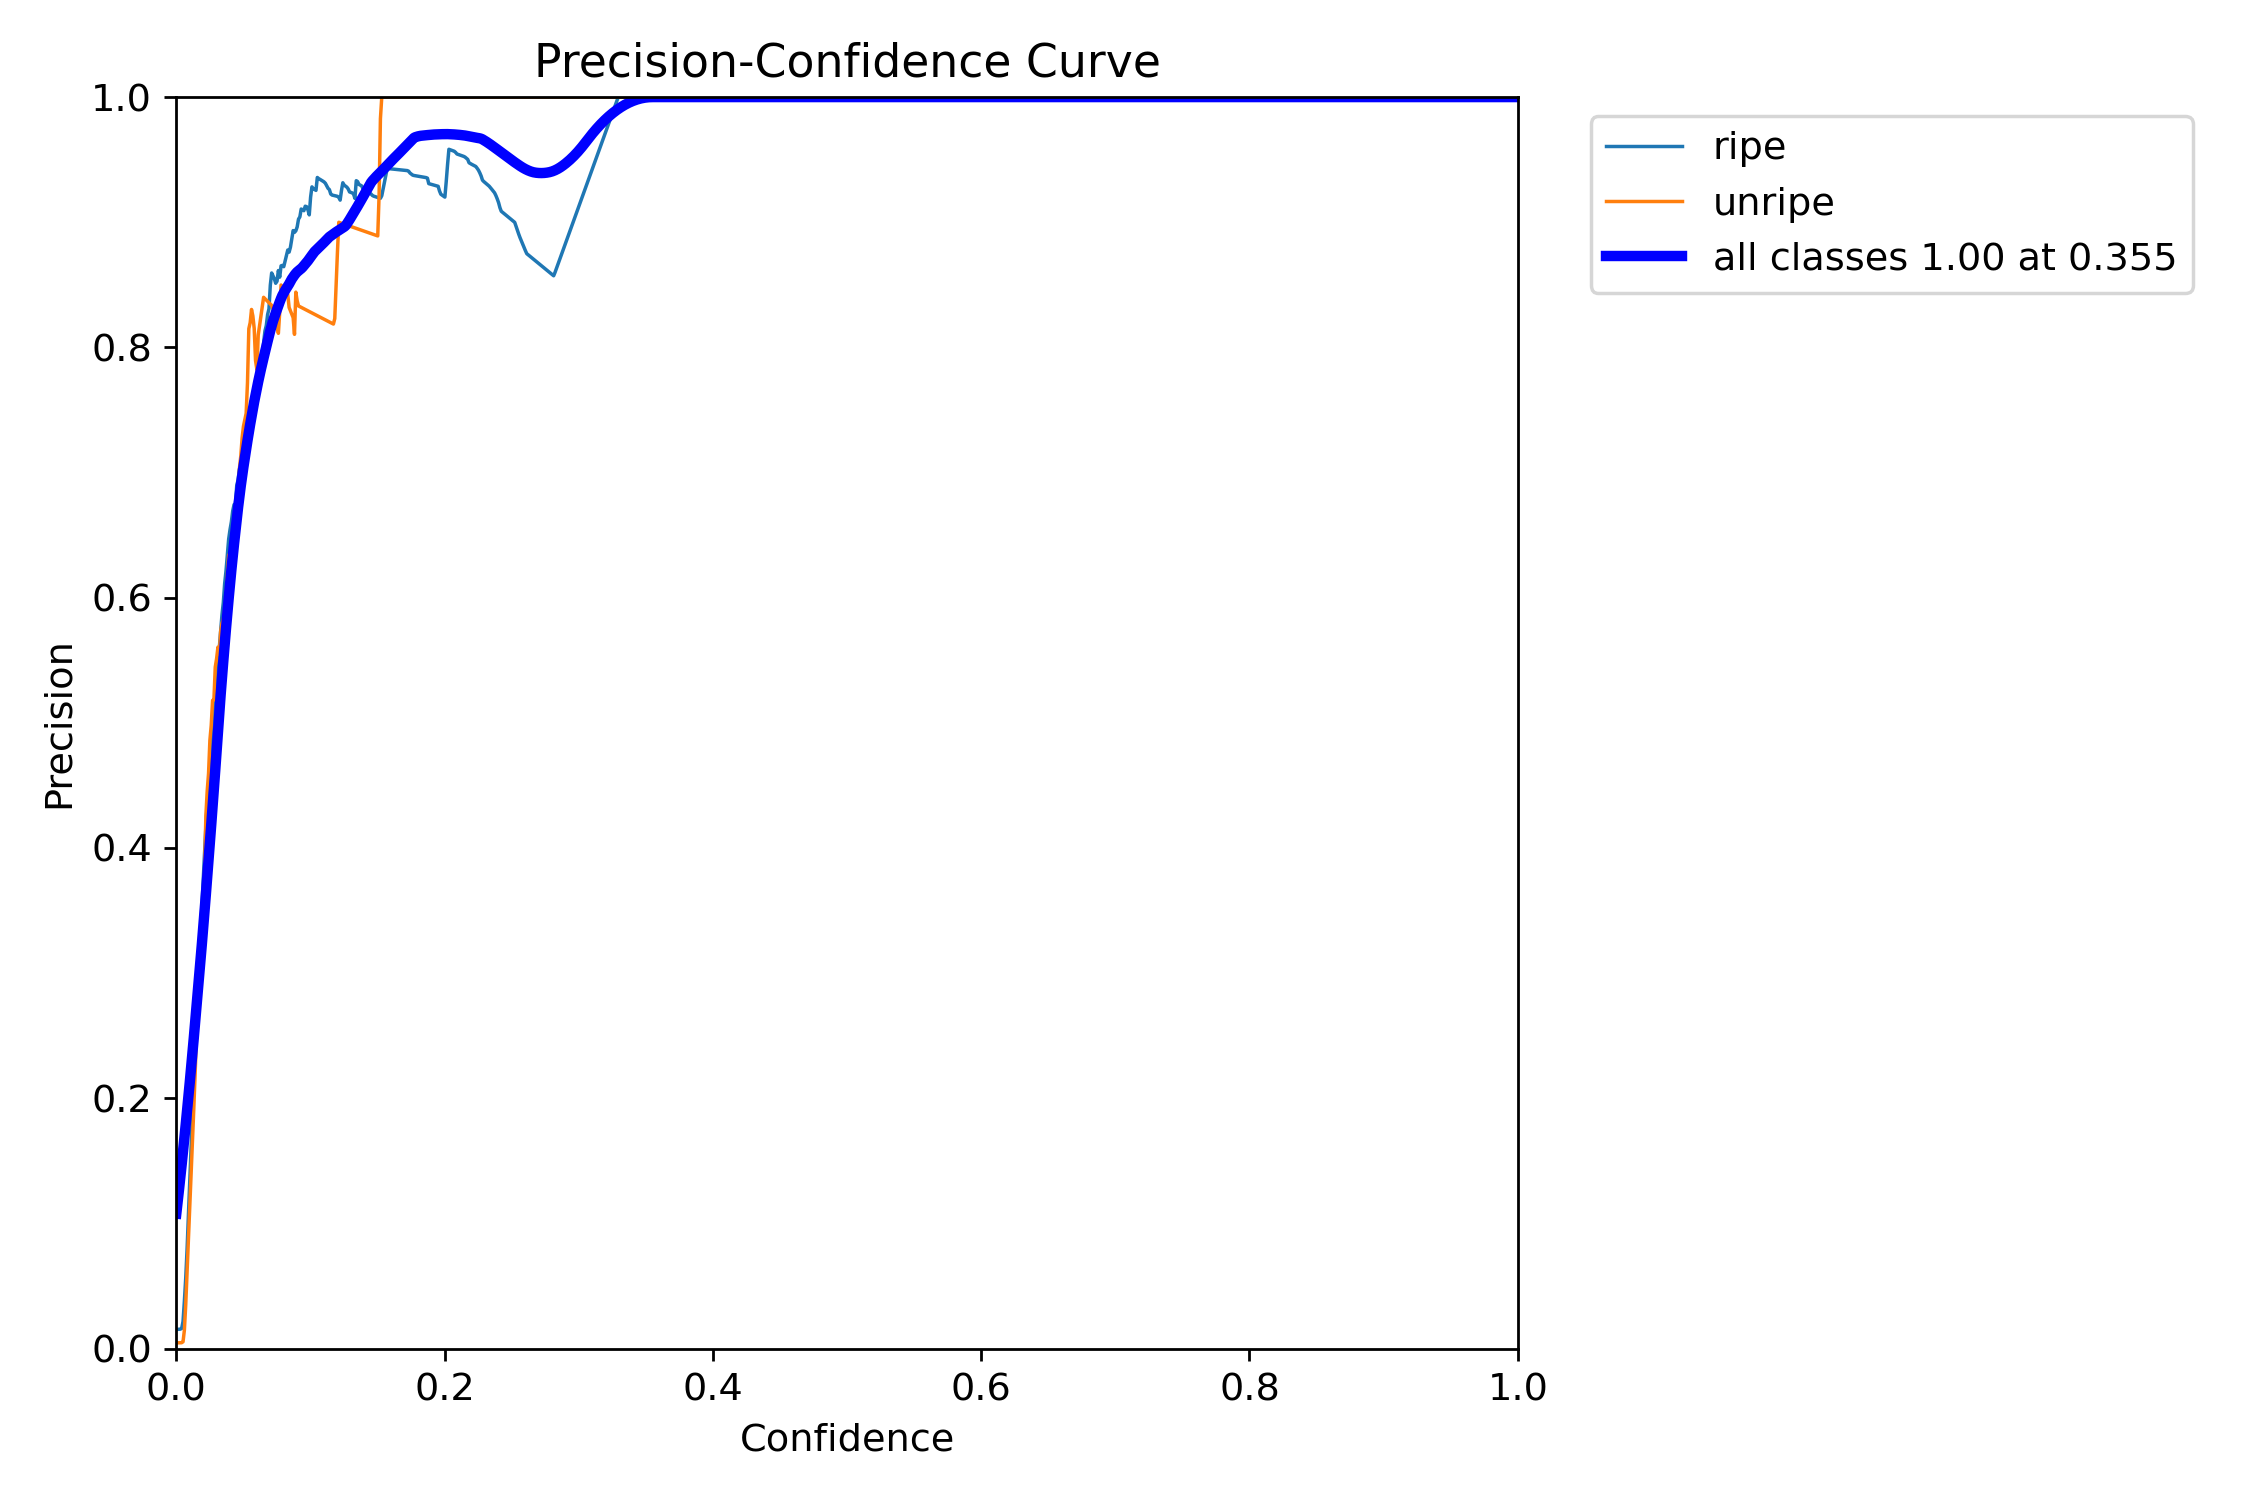 Precision-Confidence Curve
1.0
0.8
0.6
0.4
0.2
0.0
Precision
0.0 0.2 0.4 0.6 0.8 1.0
Confidence
ripe
unripe
all classes 1.00 at 0.355